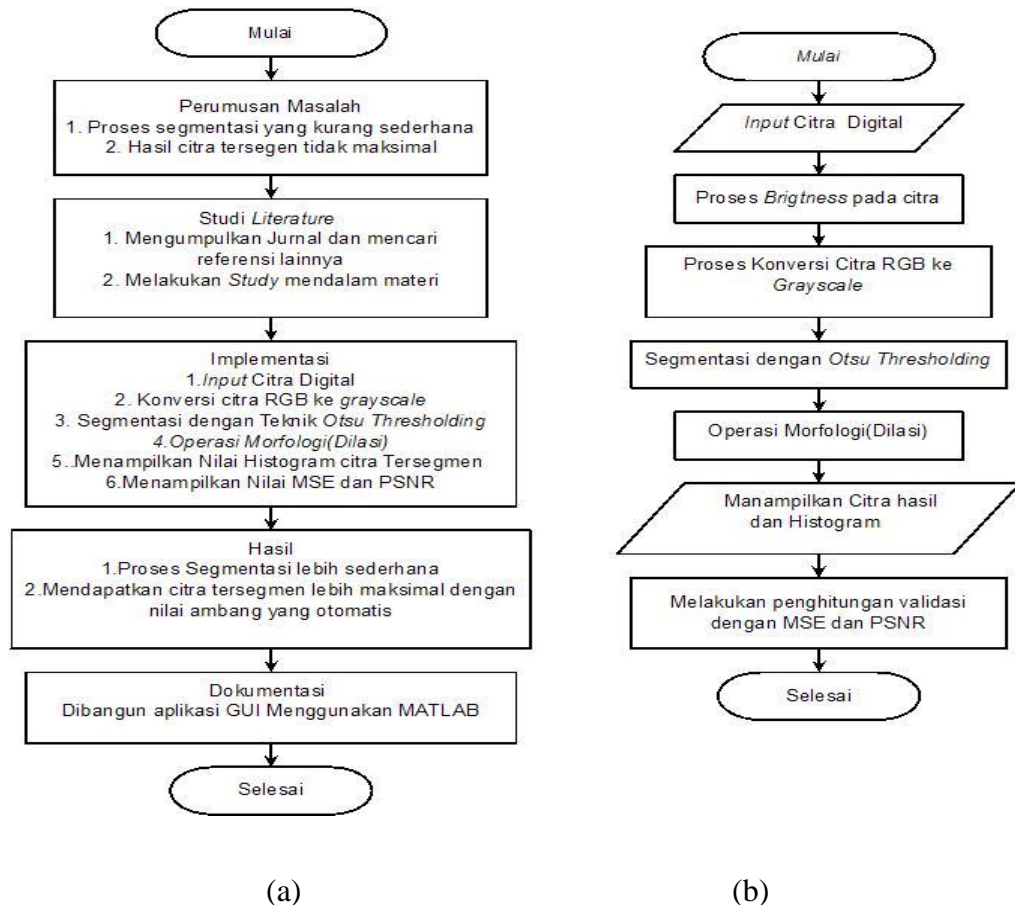 Mulai
Perumusan Masalah
1. Proses segmentasi yang kurang sederhana
2. Hasil citra tersegen tidak maksimal
Studi Literature
1. Mengumpulkan Jurnal dan mencari
referensi lainnya
2. Melakukan Study mendalam materi
Implementasi
1.Input Citra Digital
2. Konversi citra RGB ke grayscale
3. Segmentasi dengan Teknik Otsu Thresholding
4.Operasi Morfologi(Dilasi)
5..Menampilkan Nilai Histogram citra Tersegmen
6.Menampilkan Nilai MSE dan PSNR
Hasil
1.Proses Segmentasi lebih sederhana
2.Mendapatkan citra tersegmen lebih maksimal dengan
nilai ambang yang otomatis
Dokumentasi
Dibangun aplikasi GUI Menggunakan MATLAB
Selesai
(a)
Mulai
Input Citra Digital
Proses Brigtness pada citra
Proses Konversi Citra RGB ke
Grayscale
Segmentasi dengan Otsu Thresholding
Operasi Morfologi(Dilasi)
Manampilkan Citra hasil
dan Histogram
Melakukan penghitungan validasi
dengan MSE dan PSNR
Selesai
(b)